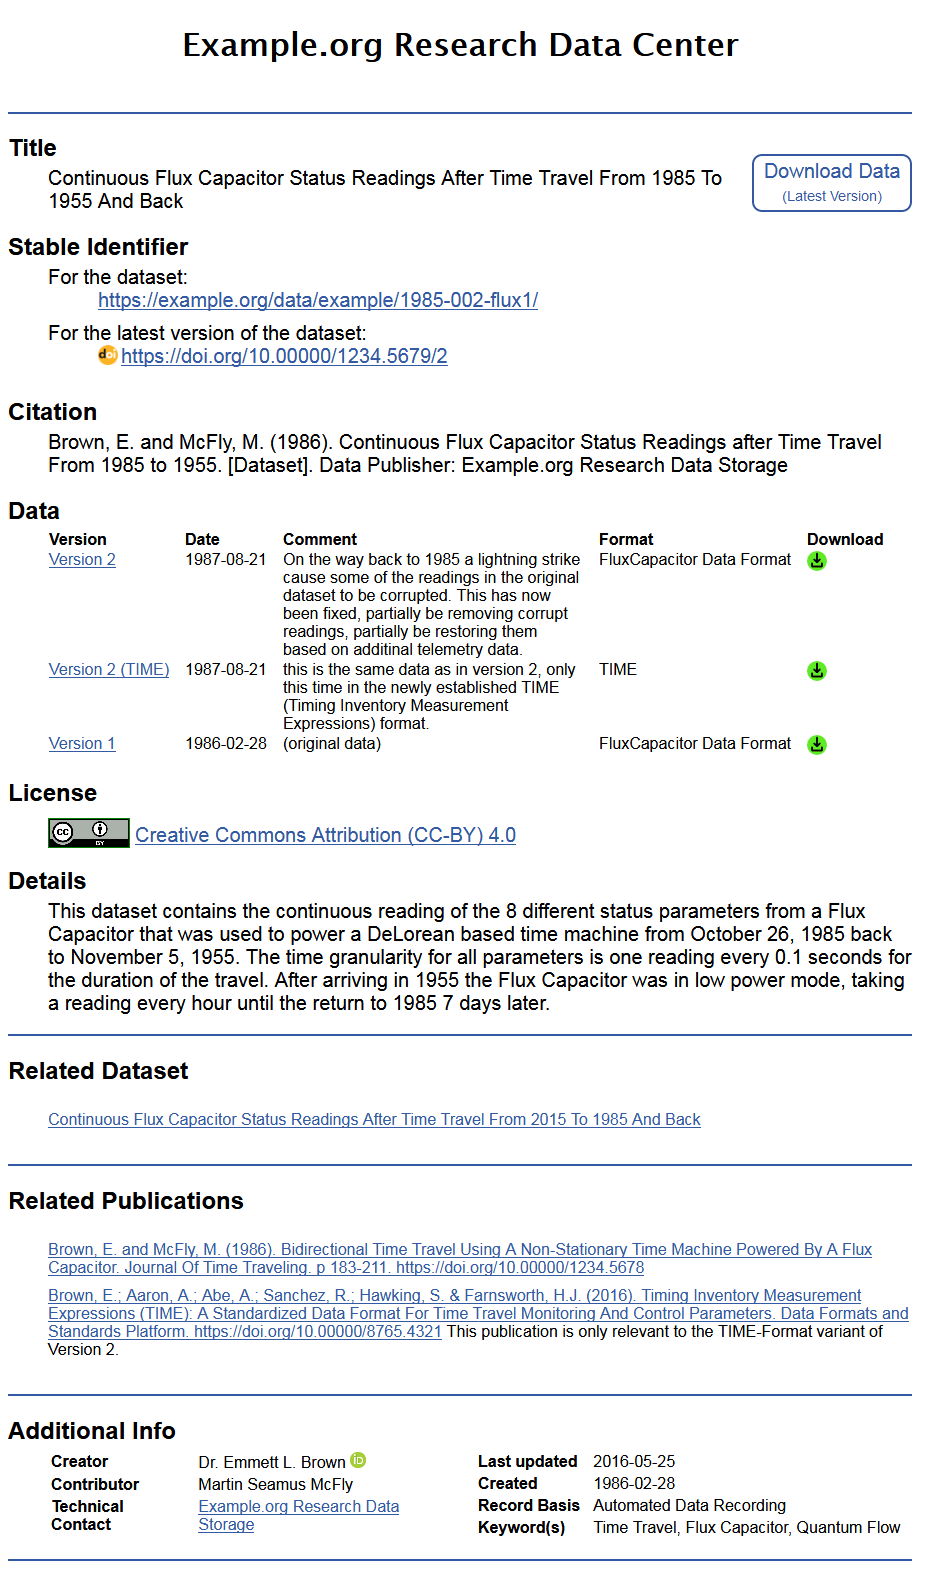 Example.org Research Data Center
Title
Continuous Flux Capacitor Status Readings After Time Travel From 1985 To
1955 And Back
Download Data
(Latest Version)
Stable Identifier
For the dataset:
https://example.org/data/example/1985-002-flux1/
For the latest version of the dataset:
doi https://doi.org/10.00000/1234.5679/2
Citation
Brown, E. and McFly, M. (1986). Continuous Flux Capacitor Status Readings after Time Travel
From 1985 to 1955. [Dataset]. Data Publisher: Example.org Research Data Storage
Data
Version Date Comment Format Download
Version 2 1987-08-21 On the way back to 1985 a lightning strike FluxCapacitor Data Format
cause some of the readings in the original
dataset to be corrupted. This has now
been fixed, partially be removing corrupt
readings, partially be restoring them
based on additinal telemetry data.
Version 2 (TIME) 1987-08-21 this is the same data as in version 2, only TIME
this time in the newly established TIME
(Timing Inventory Measurement
Expressions) format.
Version 1 1986-02-28 (original data) FluxCapacitor Data Format
License
cc BY Creative Commons Attribution (CC-BY) 4.0
Details
This dataset contains the continuous reading of the 8 different status parameters from a Flux
Capacitor that was used to power a DeLorean based time machine from October 26, 1985 back
to November 5, 1955. The time granularity for all parameters is one reading every 0.1 seconds for
the duration of the travel. After arriving in 1955 the Flux Capacitor was in low power mode, taking
a reading every hour until the return to 1985 7 days later.
Related Dataset
Continuous Flux Capacitor Status Readings After Time Travel From 2015 To 1985 And Back
Related Publications
Brown, E. and McFly, M. (1986). Bidirectional Time Travel Using A Non-Stationary Time Machine Powered By A Flux
Capacitor. Journal Of Time Traveling. p 183-211. https://doi.org/10.00000/1234.5678
Brown, E.; Aaron, A.; Abe, A.; Sanchez, R.; Hawking, S. & Farnsworth, H.J. (2016). Timing Inventory Measurement
Expressions (TIME): A Standardized Data Format For Time Travel Monitoring And Control Parameters. Data Formats and
Standards Platform. https://doi.org/10.00000/8765.4321 This publication is only relevant to the TIME-Format variant of
Version 2.
Additional Info
Creator Dr. Emmett L. Brown iD
Contributor Martin Seamus McFly
Technical Contact Example.org Research Data
Storage
Last updated 2016-05-25
Created 1986-02-28
Record Basis Automated Data Recording
Keyword(s) Time Travel, Flux Capacitor, Quantum Flow